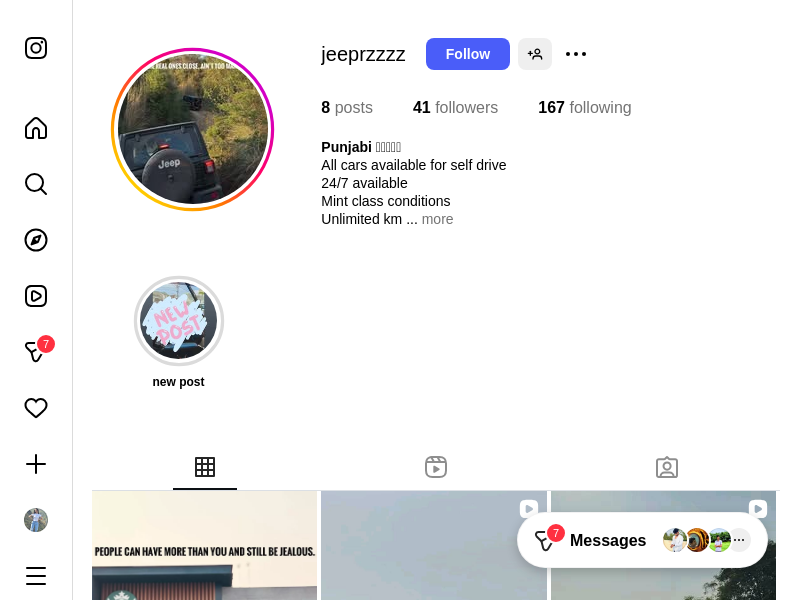 jeeprzzzz
Follow
8 posts
41 followers
167 following
Punjabi
All cars available for self drive
24/7 available
Mint class conditions
Unlimited km ... more
Jeep
NEW
POST
new post
7
PEOPLE CAN HAVE MORE THAN YOU AND STILL BE JEALOUS.
7
Messages